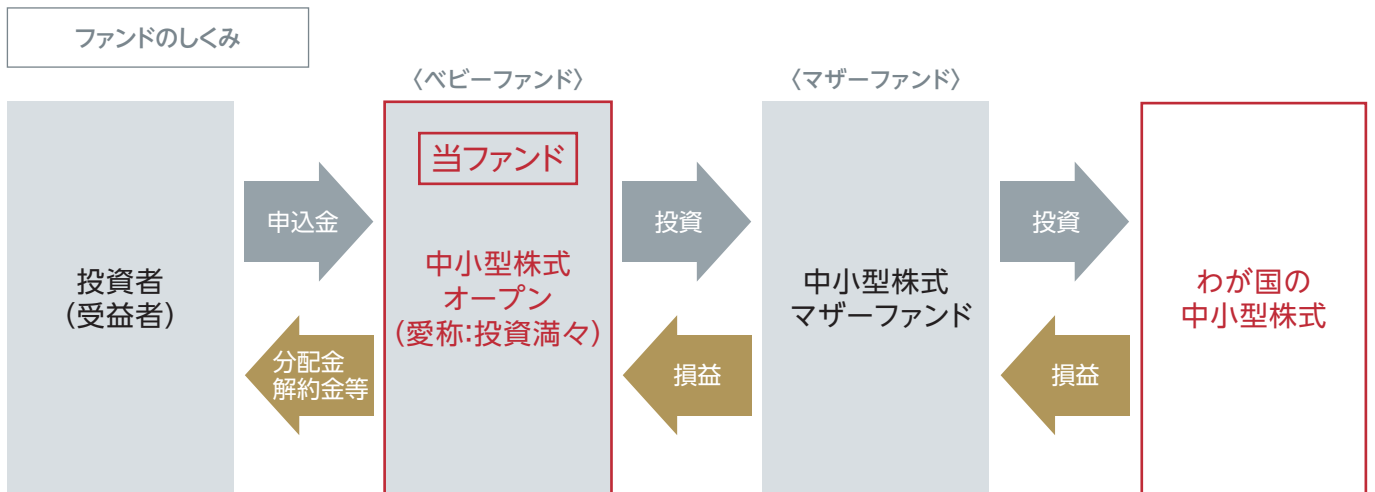 ファンドのしくみ
〈ベビーファンド〉
〈マザーファンド〉
投資者
(受益者)
申込金
分配金
解約金等
当ファンド
中小型株式
オープン
(愛称:投資満々)
投資
損益
中小型株式
マザーファンド
投資
損益
わが国の
中小型株式